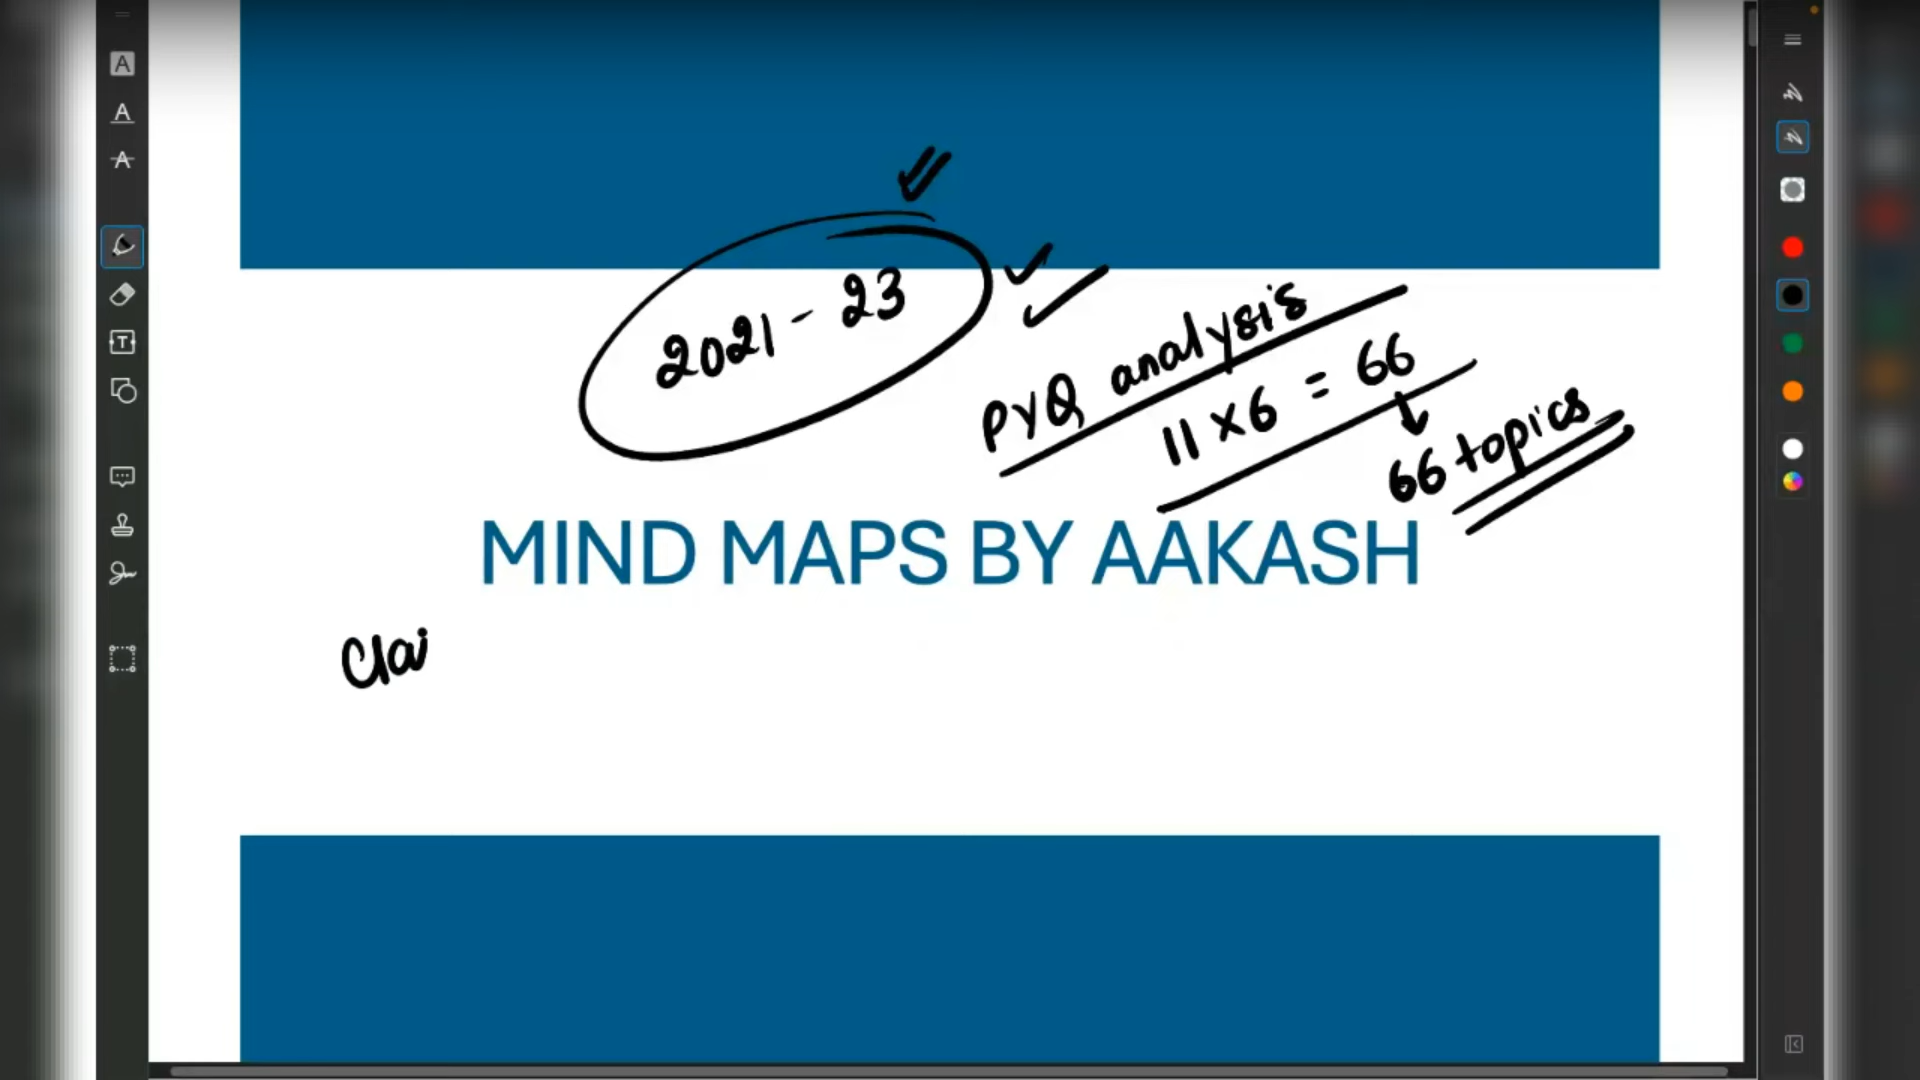 2021 - 23
PYQ analysis
11 x 6 = 66
66 topics
MIND MAPS BY AAKASH
Clai